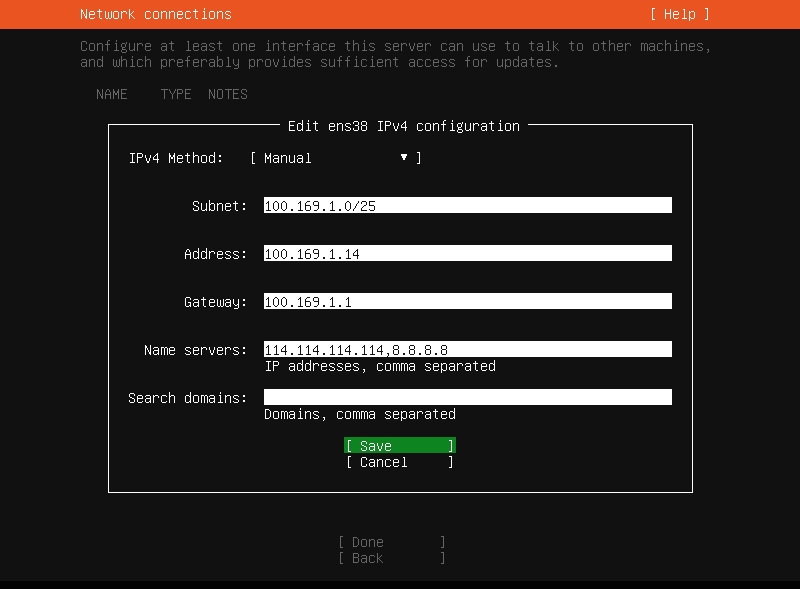 Network connections [ Help ]
Configure at least one interface this server can use to talk to other machines,
and which preferably provides sufficient access for updates.
NAME TYPE NOTES
Edit ens38 IPv4 configuration
IPv4 Method: [ Manual ▼ ]
Subnet: 100.169.1.0/25
Address: 100.169.1.14
Gateway: 100.169.1.1
Name servers: 114.114.114.114,8.8.8.8
IP addresses, comma separated
Search domains:
Domains, comma separated
[ Save ]
[ Cancel ]
[ Done ]
[ Back ]